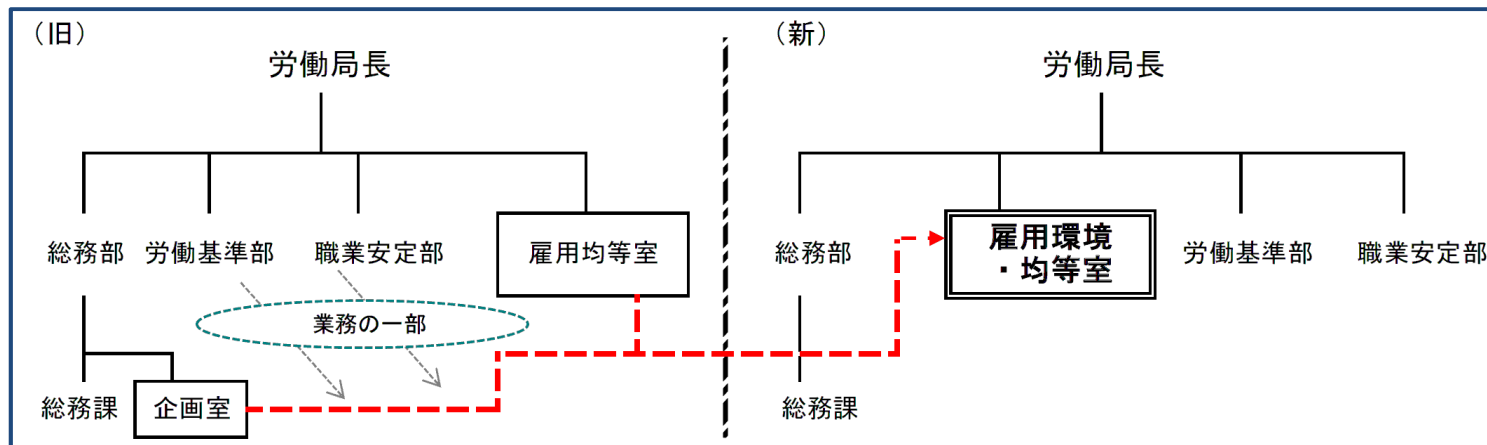 （旧）
労働局長
総務部
労働基準部
職業安定部
雇用均等室
業務の一部
総務課
企画室
（新）
労働局長
総務部
雇用環境
・均等室
労働基準部
職業安定部
総務課